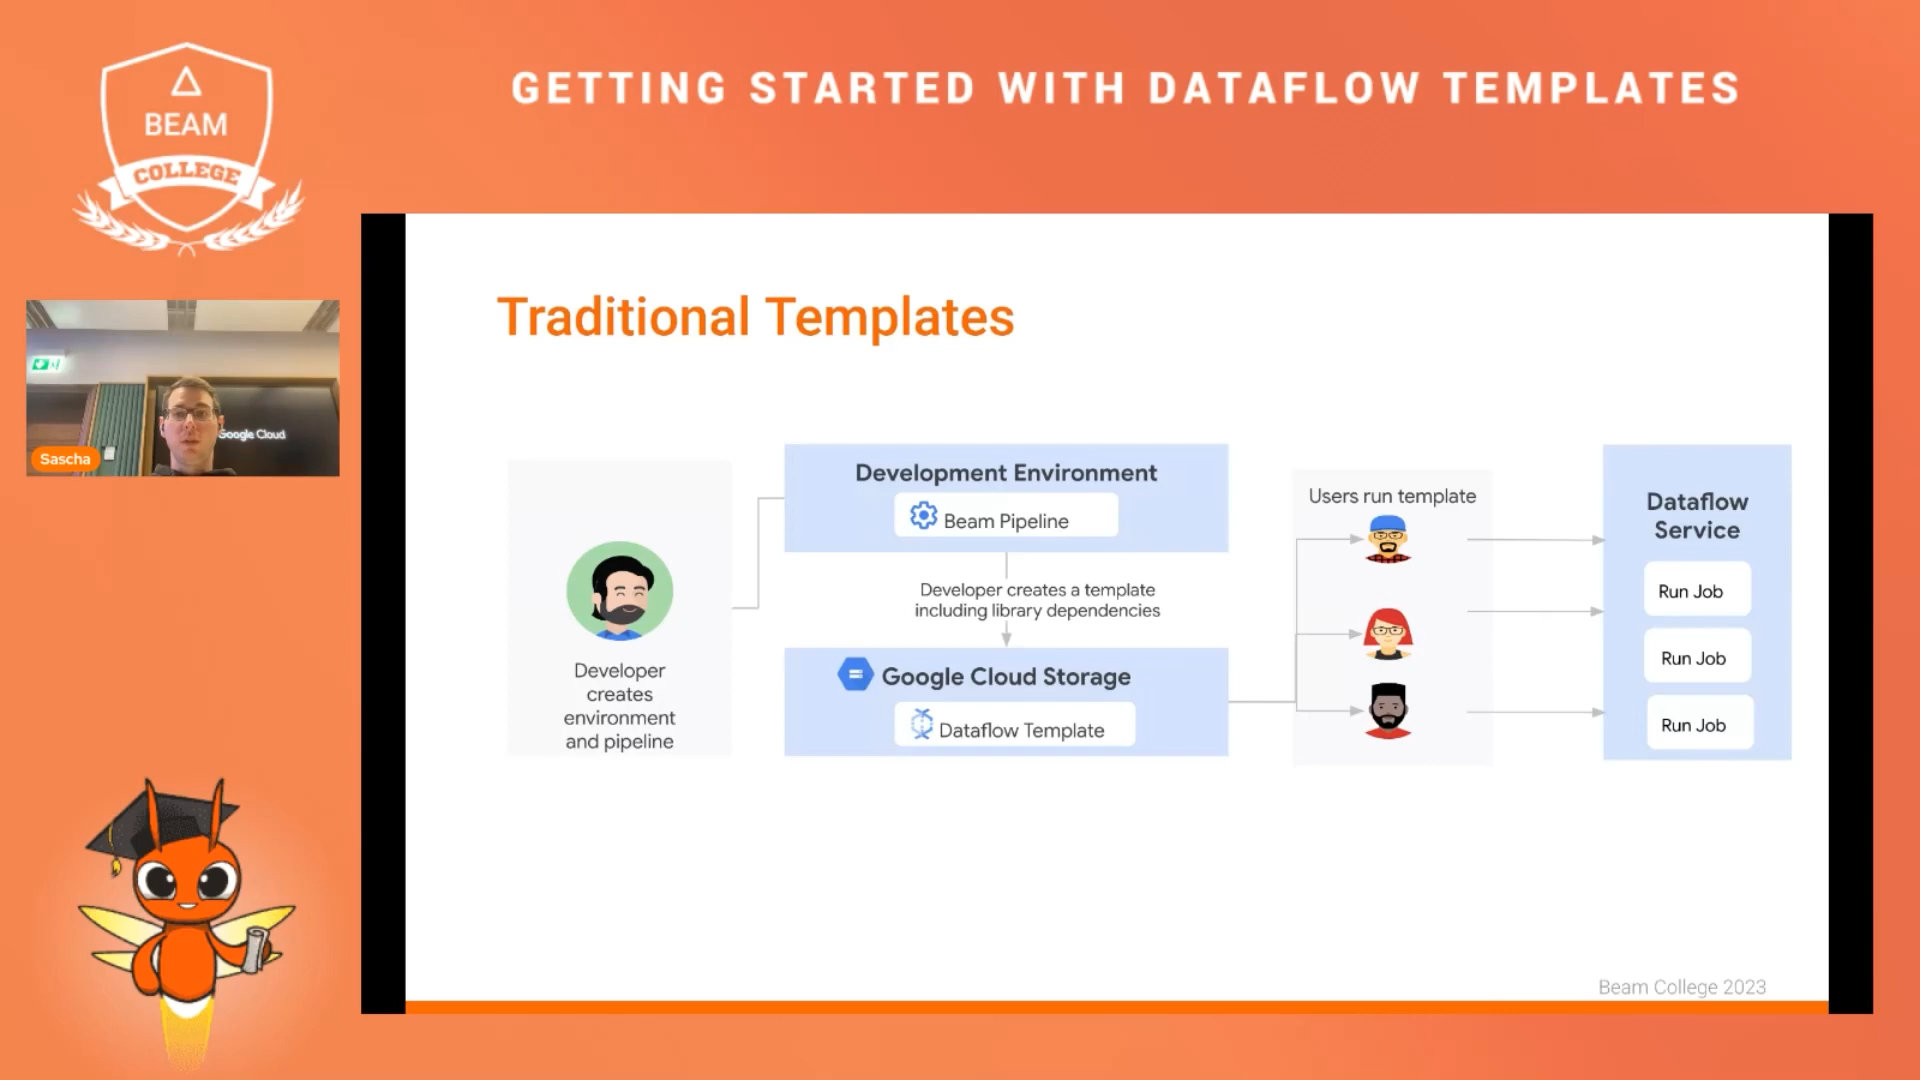 BEAM
COLLEGE
GETTING STARTED WITH DATAFLOW TEMPLATES
Google Cloud
Sascha
Traditional Templates
Developer
creates
environment
and pipeline
Development Environment
Beam Pipeline
Developer creates a template
including library dependencies
Google Cloud Storage
Dataflow Template
Users run template
Dataflow
Service
Run Job
Run Job
Run Job
Beam College 2023